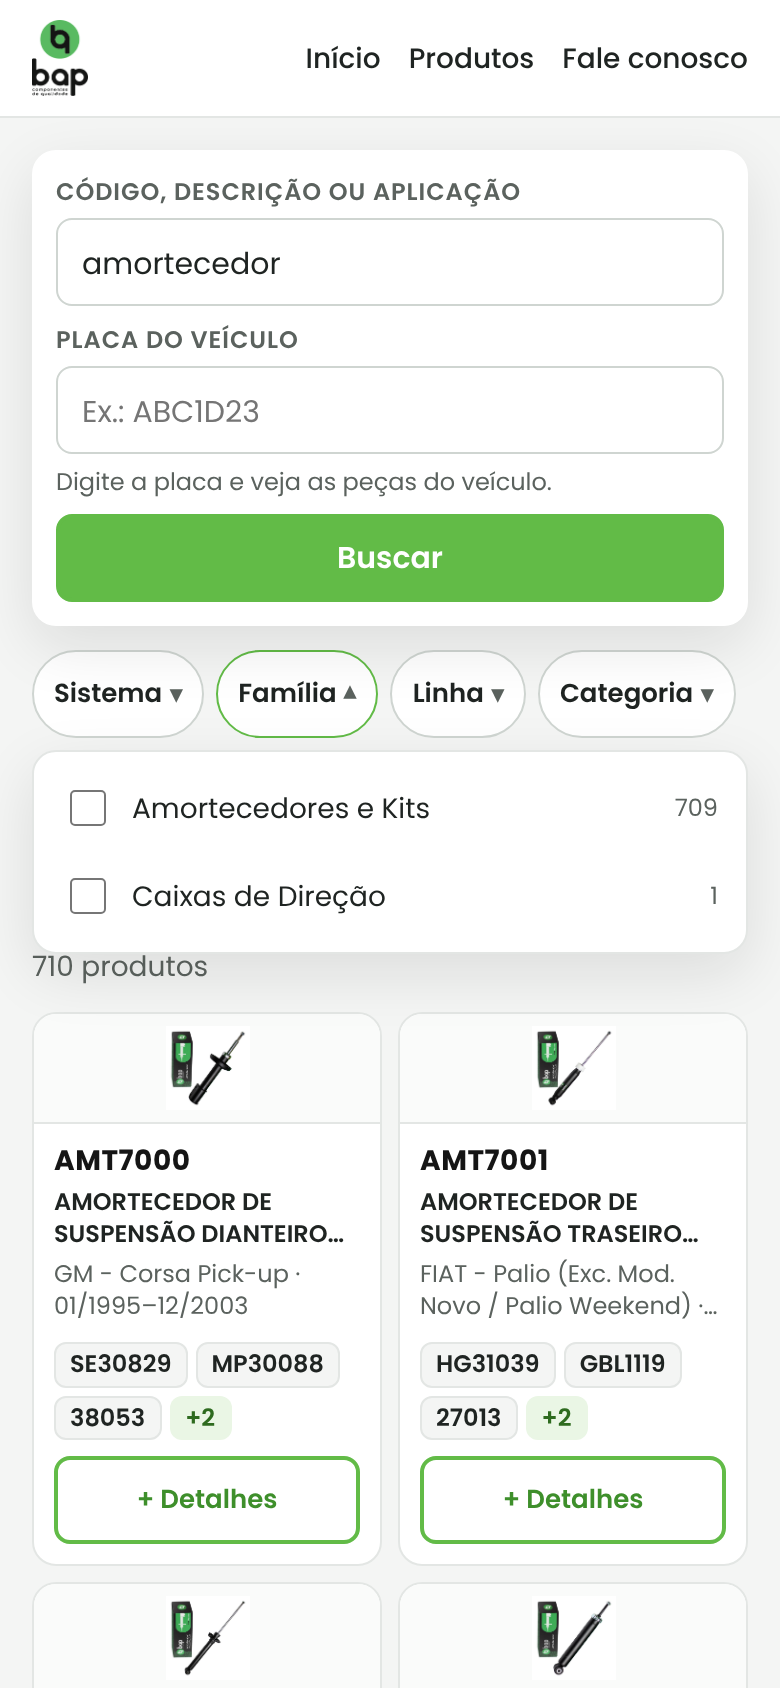 bap
componentes
de qualidade
Início Produtos Fale conosco
CÓDIGO, DESCRIÇÃO OU APLICAÇÃO
amortecedor
PLACA DO VEÍCULO
Ex.: ABC1D23
Digite a placa e veja as peças do veículo.
Buscar
Sistema ▾ Família ▴ Linha ▾ Categoria ▾
Amortecedores e Kits 709
Caixas de Direção 1
710 produtos
AMT7000
AMORTECEDOR DE
SUSPENSÃO DIANTEIRO...
GM - Corsa Pick-up ·
01/1995–12/2003
SE30829 MP30088
38053 +2
+ Detalhes
AMT7001
AMORTECEDOR DE
SUSPENSÃO TRASEIRO...
FIAT - Palio (Exc. Mod.
Novo / Palio Weekend) ·...
HG31039 GBL1119
27013 +2
+ Detalhes